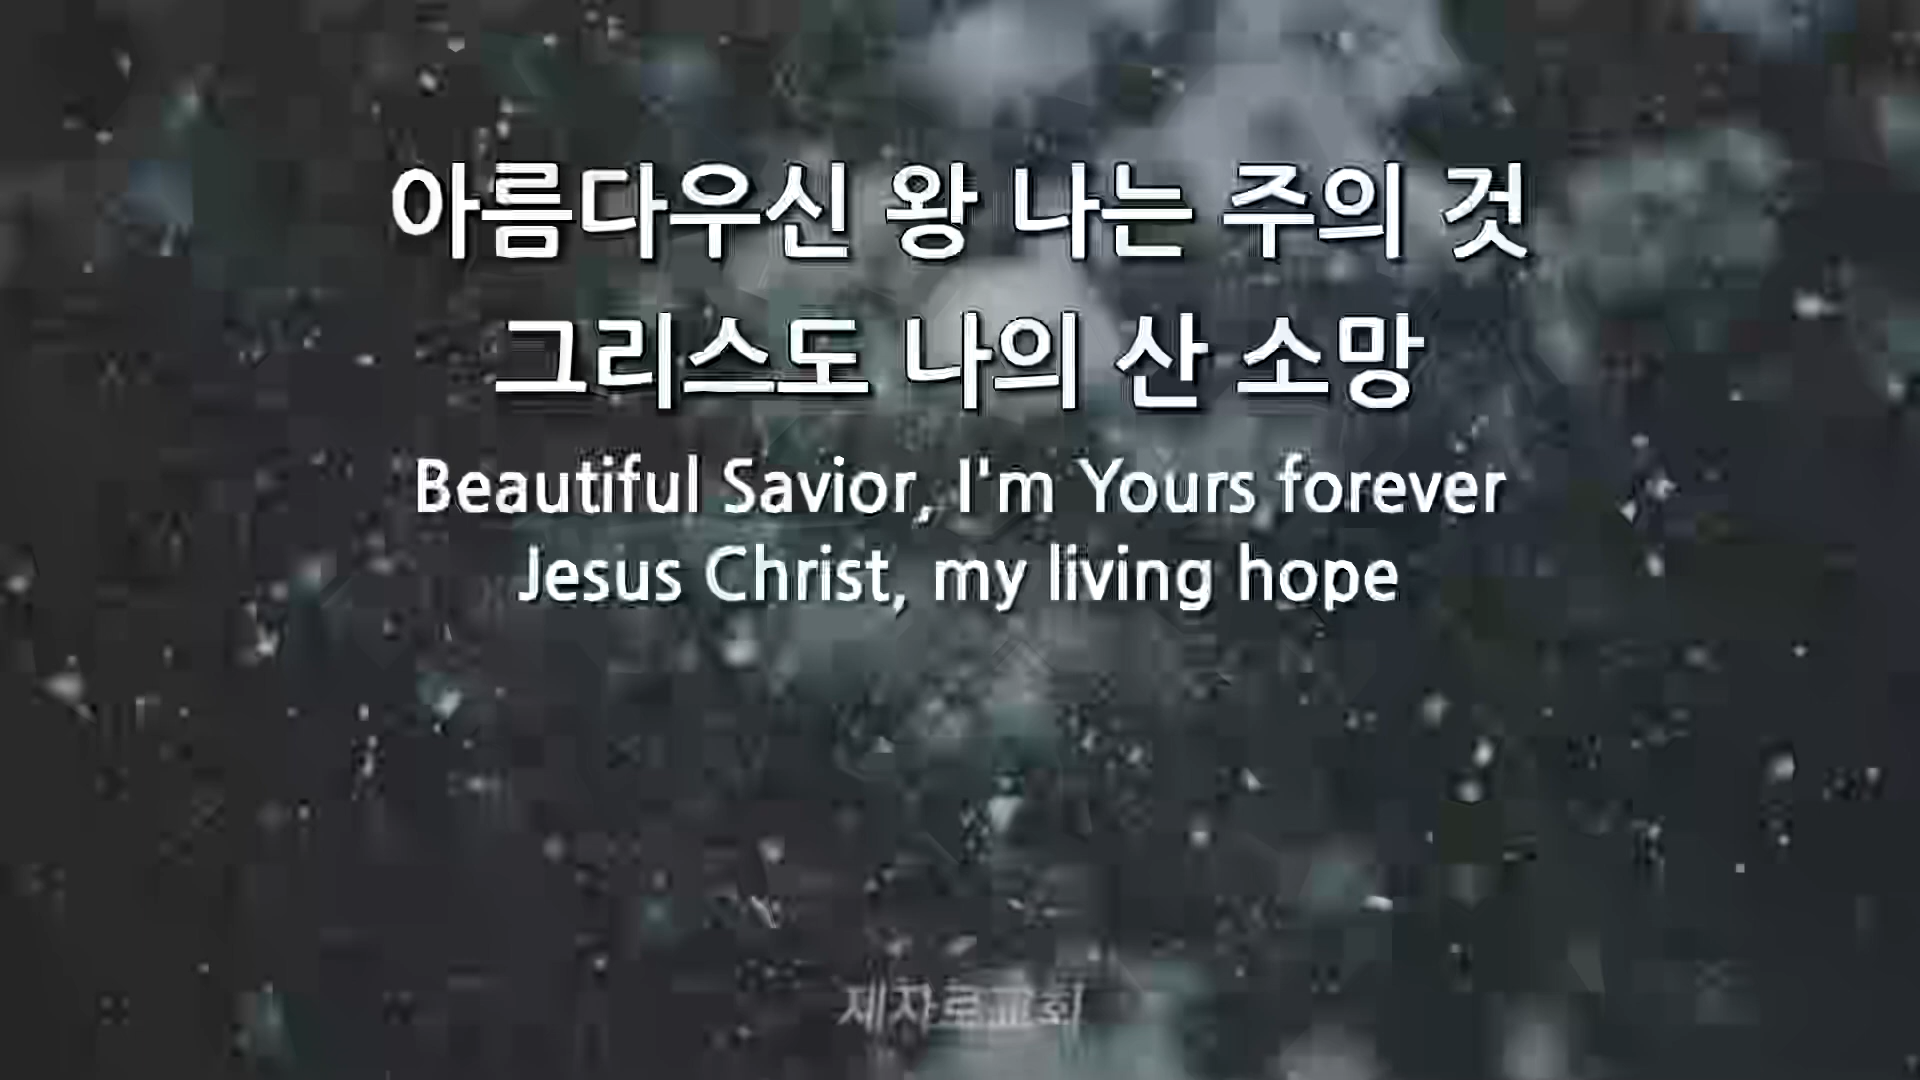 아름다우신 왕 나는 주의 것
그리스도 나의 산 소망
Beautiful Savior, I'm Yours forever
Jesus Christ, my living hope
제자로교회